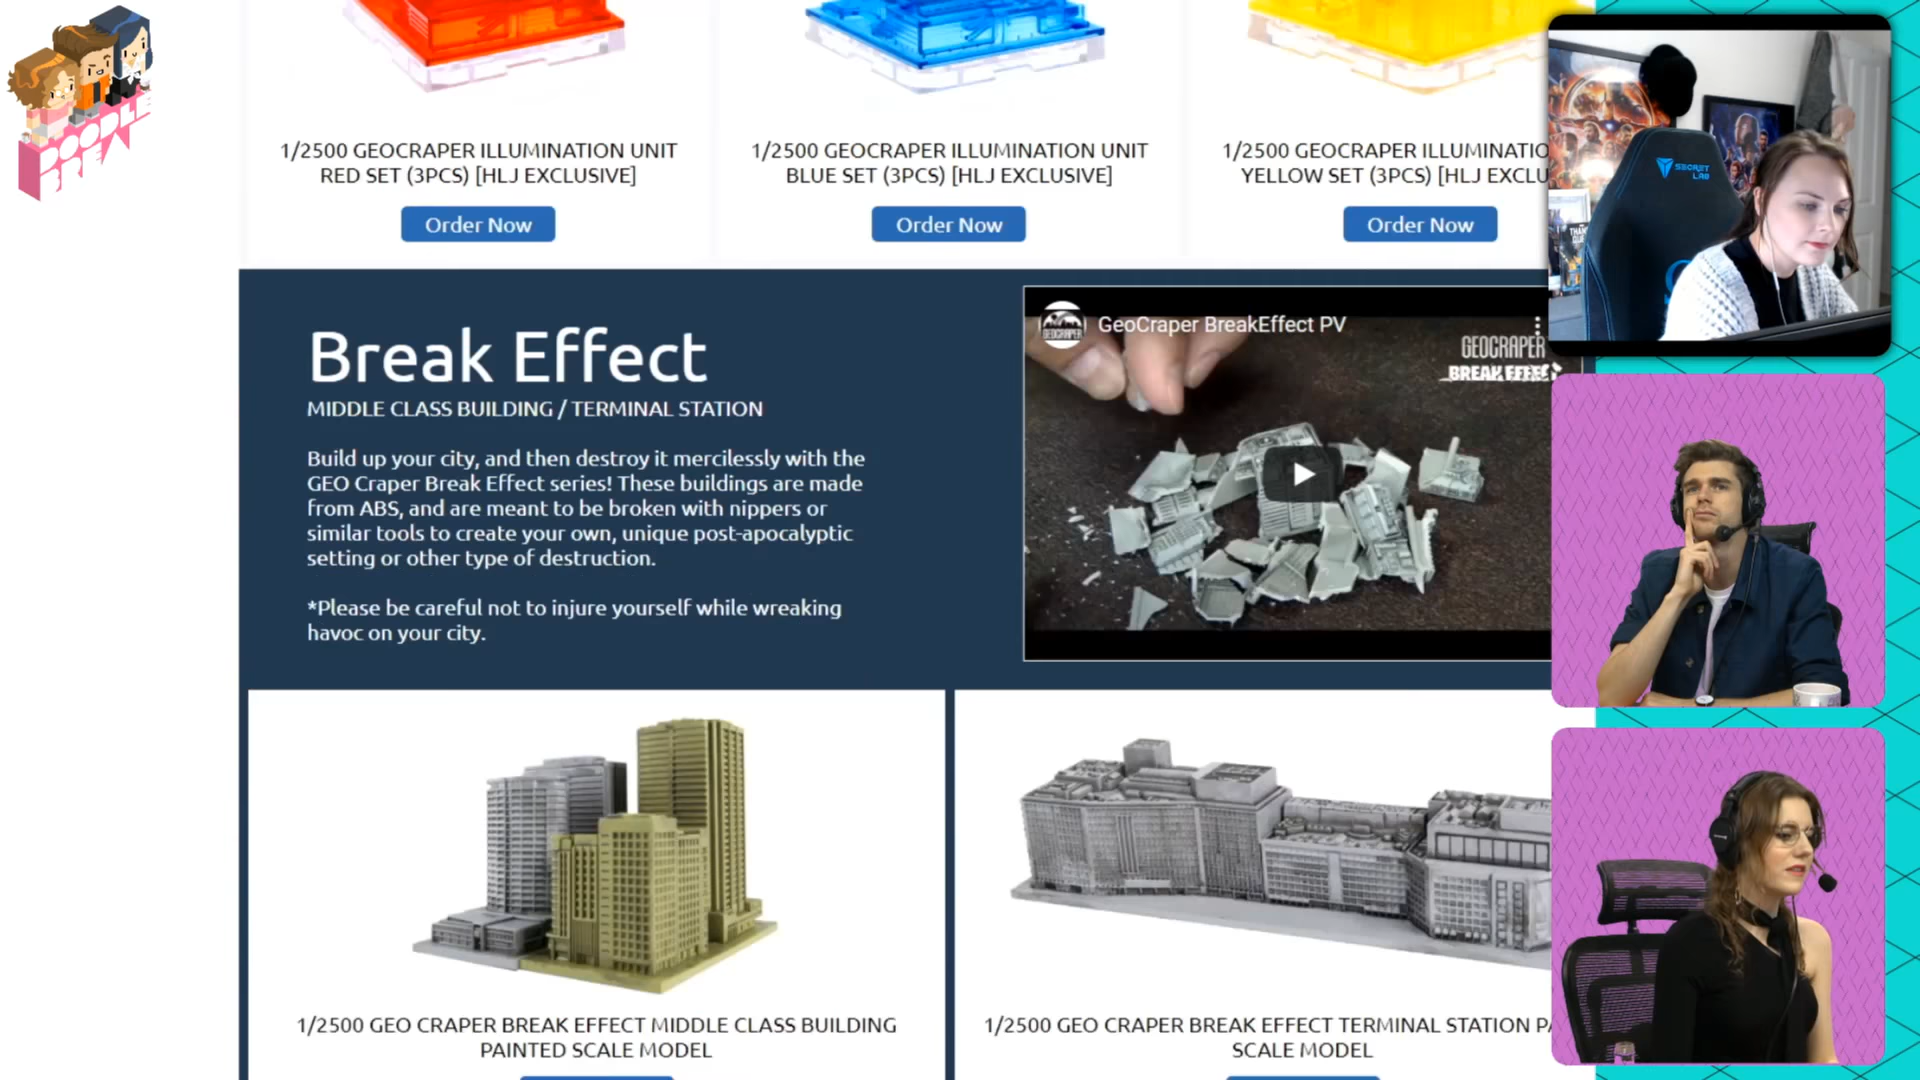 DOODLE
1/2500 GEOCRAPER ILLUMINATION UNIT
RED SET (3PCS) [HLJ EXCLUSIVE]
Order Now
1/2500 GEOCRAPER ILLUMINATION UNIT
BLUE SET (3PCS) [HLJ EXCLUSIVE]
Order Now
1/2500 GEOCRAPER ILLUMINATIO
YELLOW SET (3PCS) [HLJ EXCLU
Order Now
SECRET
LAB
Break Effect
MIDDLE CLASS BUILDING / TERMINAL STATION
Build up your city, and then destroy it mercilessly with the
GEO Craper Break Effect series! These buildings are made
from ABS, and are meant to be broken with nippers or
similar tools to create your own, unique post-apocalyptic
setting or other type of destruction.
*Please be careful not to injure yourself while wreaking
havoc on your city.
GEOCRAPER
GeoCraper BreakEffect PV
GEOCRAPER
BREAK EFFECT
1/2500 GEO CRAPER BREAK EFFECT MIDDLE CLASS BUILDING
PAINTED SCALE MODEL
1/2500 GEO CRAPER BREAK EFFECT TERMINAL STATION PA
SCALE MODEL